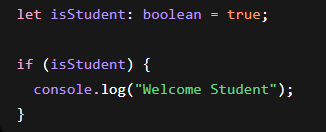 let isStudent: boolean = true;

if (isStudent) {
  console.log("Welcome Student");
}